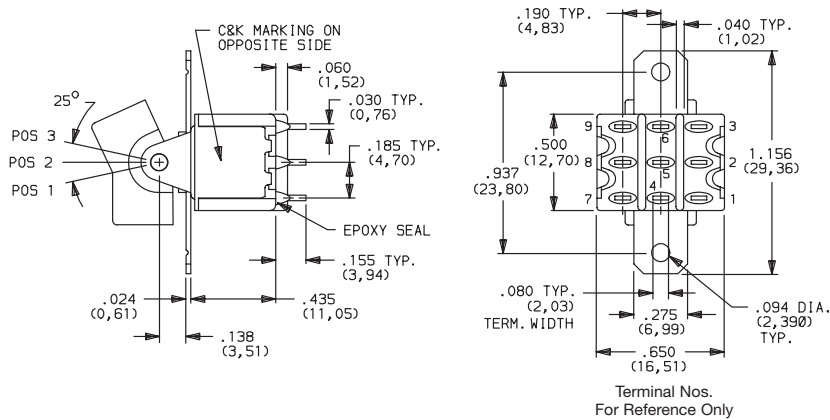 C&K MARKING ON
OPPOSITE SIDE
.060
(1,52)
.030 TYP.
(0,76)
25°
POS 3
POS 2
POS 1
.185 TYP.
(4,70)
EPOXY SEAL
.155 TYP.
(3,94)
.024
(0,61)
.435
(11,05)
.138
(3,51)
.190 TYP.
(4,83)
.040 TYP.
(1,02)
9
6
3
8
5
2
7
4
1
.500
(12,70)
.937
(23,80)
1.156
(29,36)
.080 TYP.
(2,03)
TERM. WIDTH
.275
(6,99)
.094 DIA.
(2,390)
TYP.
.650
(16,51)
Terminal Nos.
For Reference Only